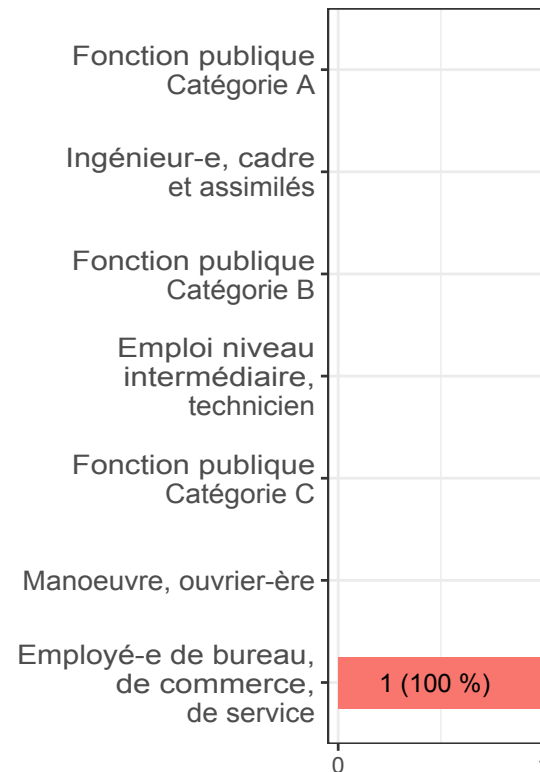 Fonction publique
Catégorie A
Ingénieur-e, cadre
et assimilés
Fonction publique
Catégorie B
Emploi niveau
intermédiaire,
technicien
Fonction publique
Catégorie C
Manoeuvre, ouvrier-ère
Employé-e de bureau,
de commerce,
de service
1 (100 %)
0